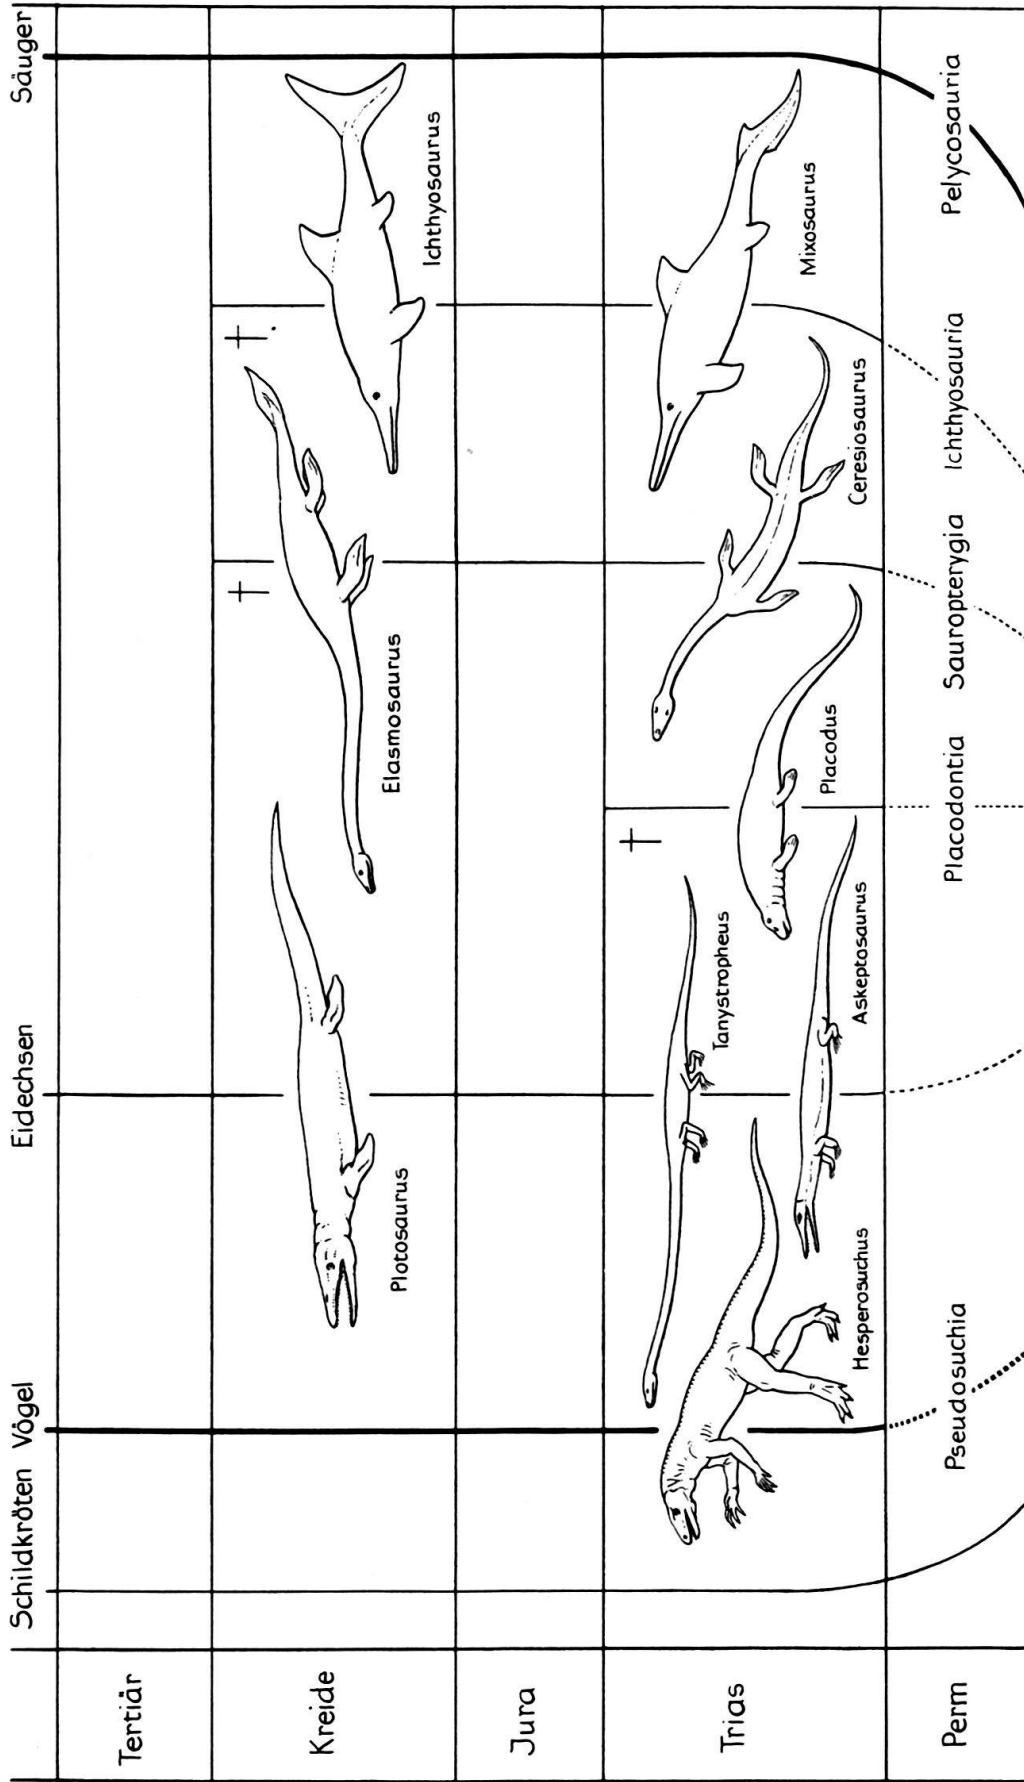 Schildkröten Vögel Eidechsen Säuger
Tertiär
Kreide
†
†
Plotosaurus
Elasmosaurus
Ichthyosaurus
Jura
Trias
†
Tanystropheus
Hesperosuchus
Askeptosaurus
Placodus
Ceresiosaurus
Mixosaurus
Perm
Pseudosuchia
Placodontia
Sauropterygia
Ichthyosauria
Pelycosauria